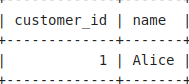 | customer_id | name
+-------------+-------
| 1 | Alice
+-------------+-------